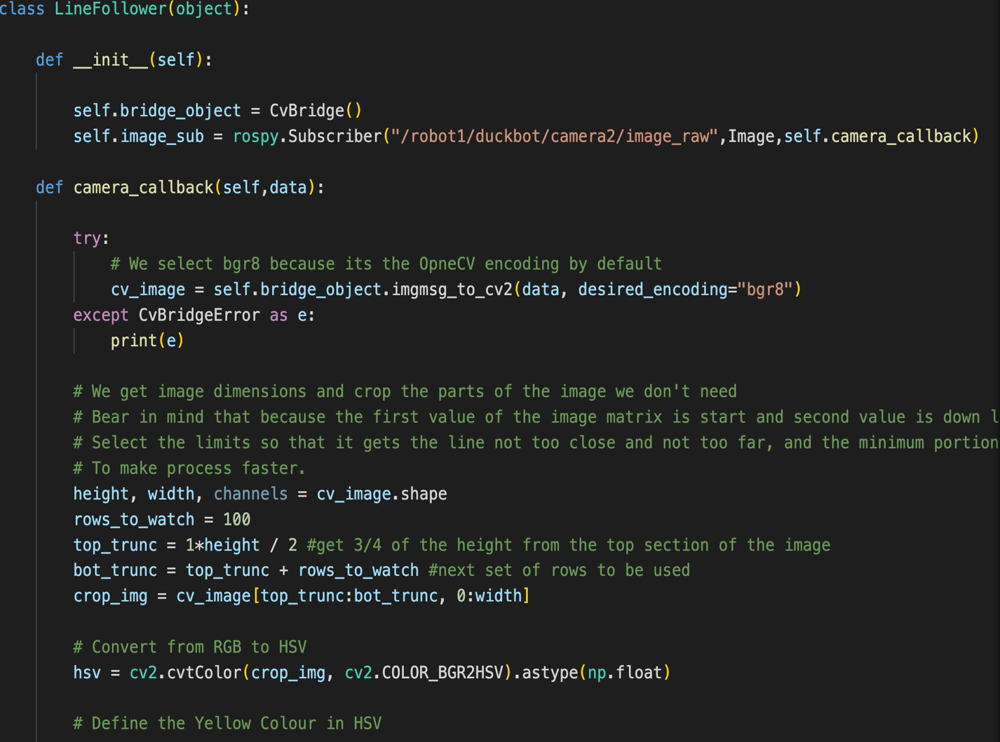 class LineFollower(object):
def __init__(self):
self.bridge_object = CvBridge()
self.image_sub = rospy.Subscriber("/robot1/duckbot/camera2/image_raw",Image,self.camera_callback)
def camera_callback(self,data):
try:
# We select bgr8 because its the OpneCV encoding by default
cv_image = self.bridge_object.imgmsg_to_cv2(data, desired_encoding="bgr8")
except CvBridgeError as e:
print(e)
# We get image dimensions and crop the parts of the image we don't need
# Bear in mind that because the first value of the image matrix is start and second value is down l
# Select the limits so that it gets the line not too close and not too far, and the minimum portion
# To make process faster.
height, width, channels = cv_image.shape
rows_to_watch = 100
top_trunc = 1*height / 2 #get 3/4 of the height from the top section of the image
bot_trunc = top_trunc + rows_to_watch #next set of rows to be used
crop_img = cv_image[top_trunc:bot_trunc, 0:width]
# Convert from RGB to HSV
hsv = cv2.cvtColor(crop_img, cv2.COLOR_BGR2HSV).astype(np.float)
# Define the Yellow Colour in HSV